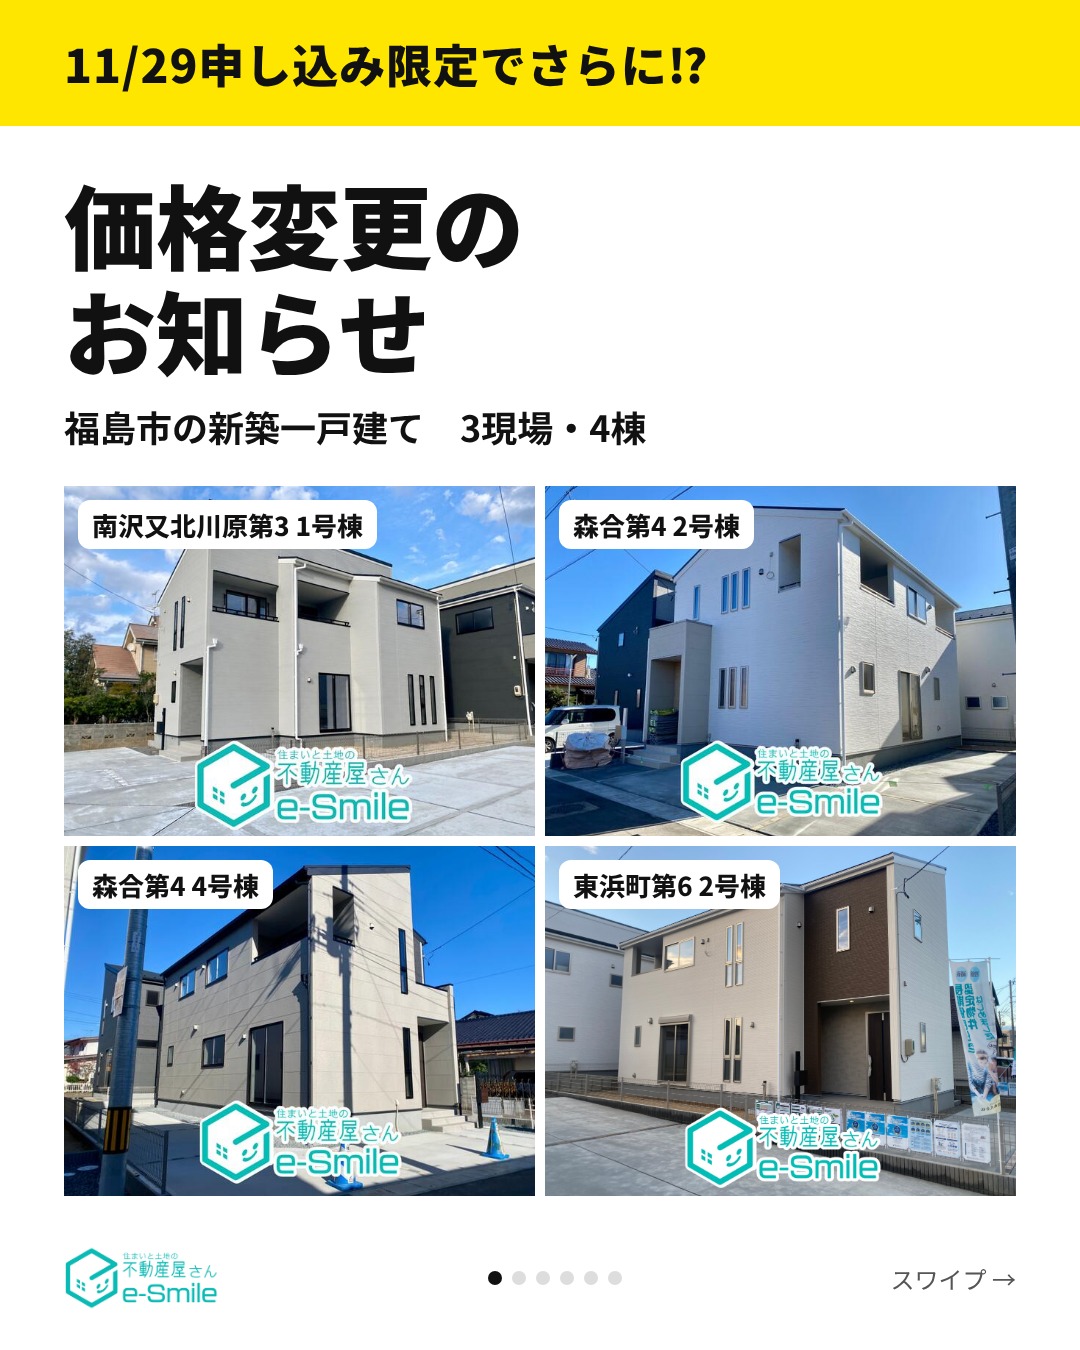 11/29申し込み限定でさらに!?
価格変更の
お知らせ
福島市の新築一戸建て　3現場・4棟
南沢又北川原第3 1号棟
森合第4 2号棟
住まいと土地の
不動産屋さん
e-Smile
住まいと土地の
不動産屋さん
e-Smile
森合第4 4号棟
東浜町第6 2号棟
住まいと土地の
不動産屋さん
e-Smile
住まいと土地の
不動産屋さん
e-Smile
住まいと土地の
不動産屋さん
e-Smile
スワイプ →